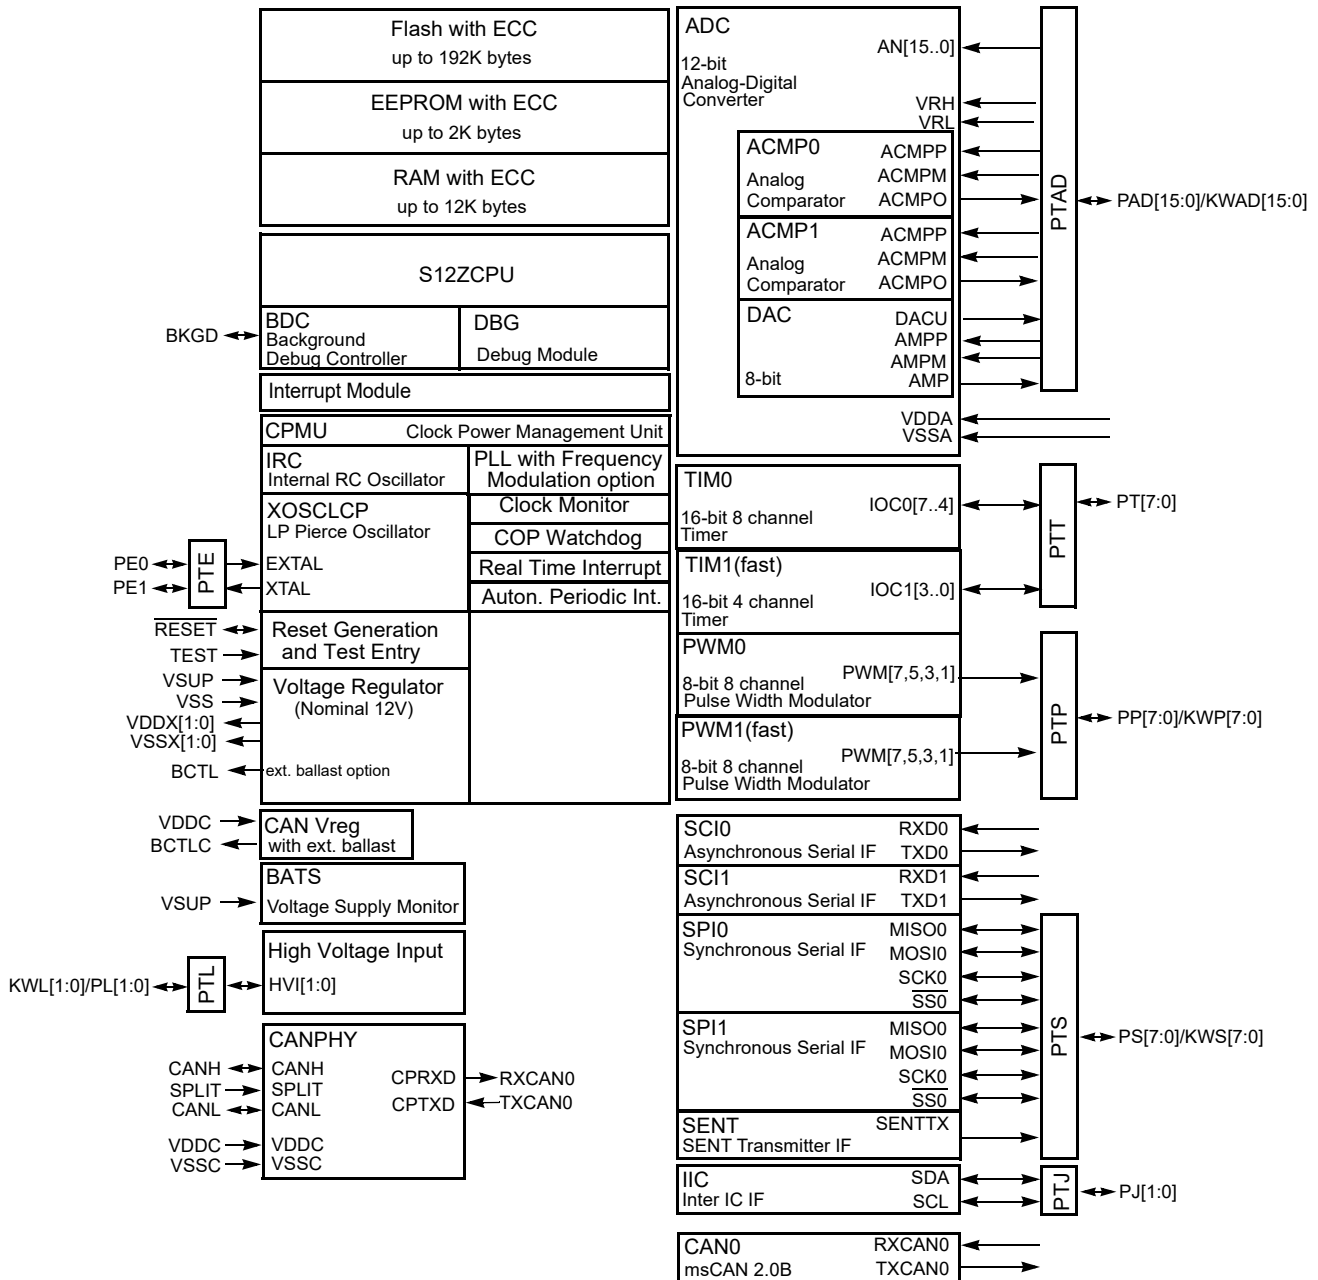 Flash with ECC
up to 192K bytes
EEPROM with ECC
up to 2K bytes
RAM with ECC
up to 12K bytes
S12ZCPU
BKGD
BDC
Background
Debug Controller
DBG
Debug Module
Interrupt Module
CPMU
Clock Power Management Unit
IRC
Internal RC Oscillator
PLL with Frequency
Modulation option
XOSCLCP
LP Pierce Oscillator
EXTAL
XTAL
Clock Monitor
COP Watchdog
Real Time Interrupt
Auton. Periodic Int.
PE0
PE1
PTE
RESET
TEST
Reset Generation
and Test Entry
VSUP
VSS
VDDX[1:0]
VSSX[1:0]
BCTL
Voltage Regulator
(Nominal 12V)
ext. ballast option
VDDC
BCTLC
CAN Vreg
with ext. ballast
VSUP
BATS
Voltage Supply Monitor
KWL[1:0]/PL[1:0]
PTL
High Voltage Input
HVI[1:0]
CANPHY
CANH
SPLIT
CANL
VDDC
VSSC
CANH
SPLIT
CANL
VDDC
VSSC
CPRXD
CPTXD
RXCAN0
TXCAN0
ADC
12-bit
Analog-Digital
Converter
AN[15..0]
VRH
VRL
ACMP0
Analog
Comparator
ACMPP
ACMPM
ACMPO
ACMP1
Analog
Comparator
ACMPP
ACMPM
ACMPO
DAC
8-bit
DACU
AMPP
AMPM
AMP
VDDA
VSSA
PTAD
PAD[15:0]/KWAD[15:0]
TIM0
16-bit 8 channel
Timer
IOC0[7..4]
TIM1(fast)
16-bit 4 channel
Timer
IOC1[3..0]
PTT
PT[7:0]
PWM0
8-bit 8 channel
Pulse Width Modulator
PWM[7,5,3,1]
PWM1(fast)
8-bit 8 channel
Pulse Width Modulator
PWM[7,5,3,1]
PTP
PP[7:0]/KWP[7:0]
SCI0
Asynchronous Serial IF
RXD0
TXD0
SCI1
Asynchronous Serial IF
RXD1
TXD1
SPI0
Synchronous Serial IF
MISO0
MOSI0
SCK0
SS0
SPI1
Synchronous Serial IF
MISO0
MOSI0
SCK0
SS0
SENT
SENT Transmitter IF
SENTTX
PTS
PS[7:0]/KWS[7:0]
IIC
Inter IC IF
SDA
SCL
PTJ
PJ[1:0]
CAN0
msCAN 2.0B
RXCAN0
TXCAN0